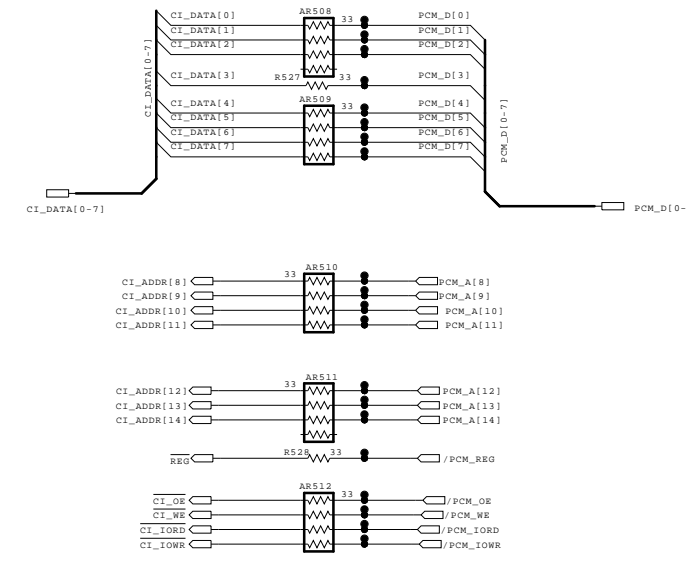 CI_DATA[0] AR508 33 PCM_D[0]
CI_DATA[1] PCM_D[1]
CI_DATA[2] PCM_D[2]
CI_DATA[3] R527 33 PCM_D[3]
CI_DATA[0-7]
AR509
CI_DATA[4] 33 PCM_D[4]
CI_DATA[5] PCM_D[5]
CI_DATA[6] PCM_D[6]
CI_DATA[7] PCM_D[7]
PCM_D[0-7]
CI_DATA[0-7] PCM_D[0-
AR510
33
CI_ADDR[8] PCM_A[8]
CI_ADDR[9] PCM_A[9]
CI_ADDR[10] PCM_A[10]
CI_ADDR[11] PCM_A[11]
AR511
33
CI_ADDR[12] PCM_A[12]
CI_ADDR[13] PCM_A[13]
CI_ADDR[14] PCM_A[14]
REG R528 33 /PCM_REG
AR512
33
CI_OE /PCM_OE
CI_WE /PCM_WE
CI_IORD /PCM_IORD
CI_IOWR /PCM_IOWR